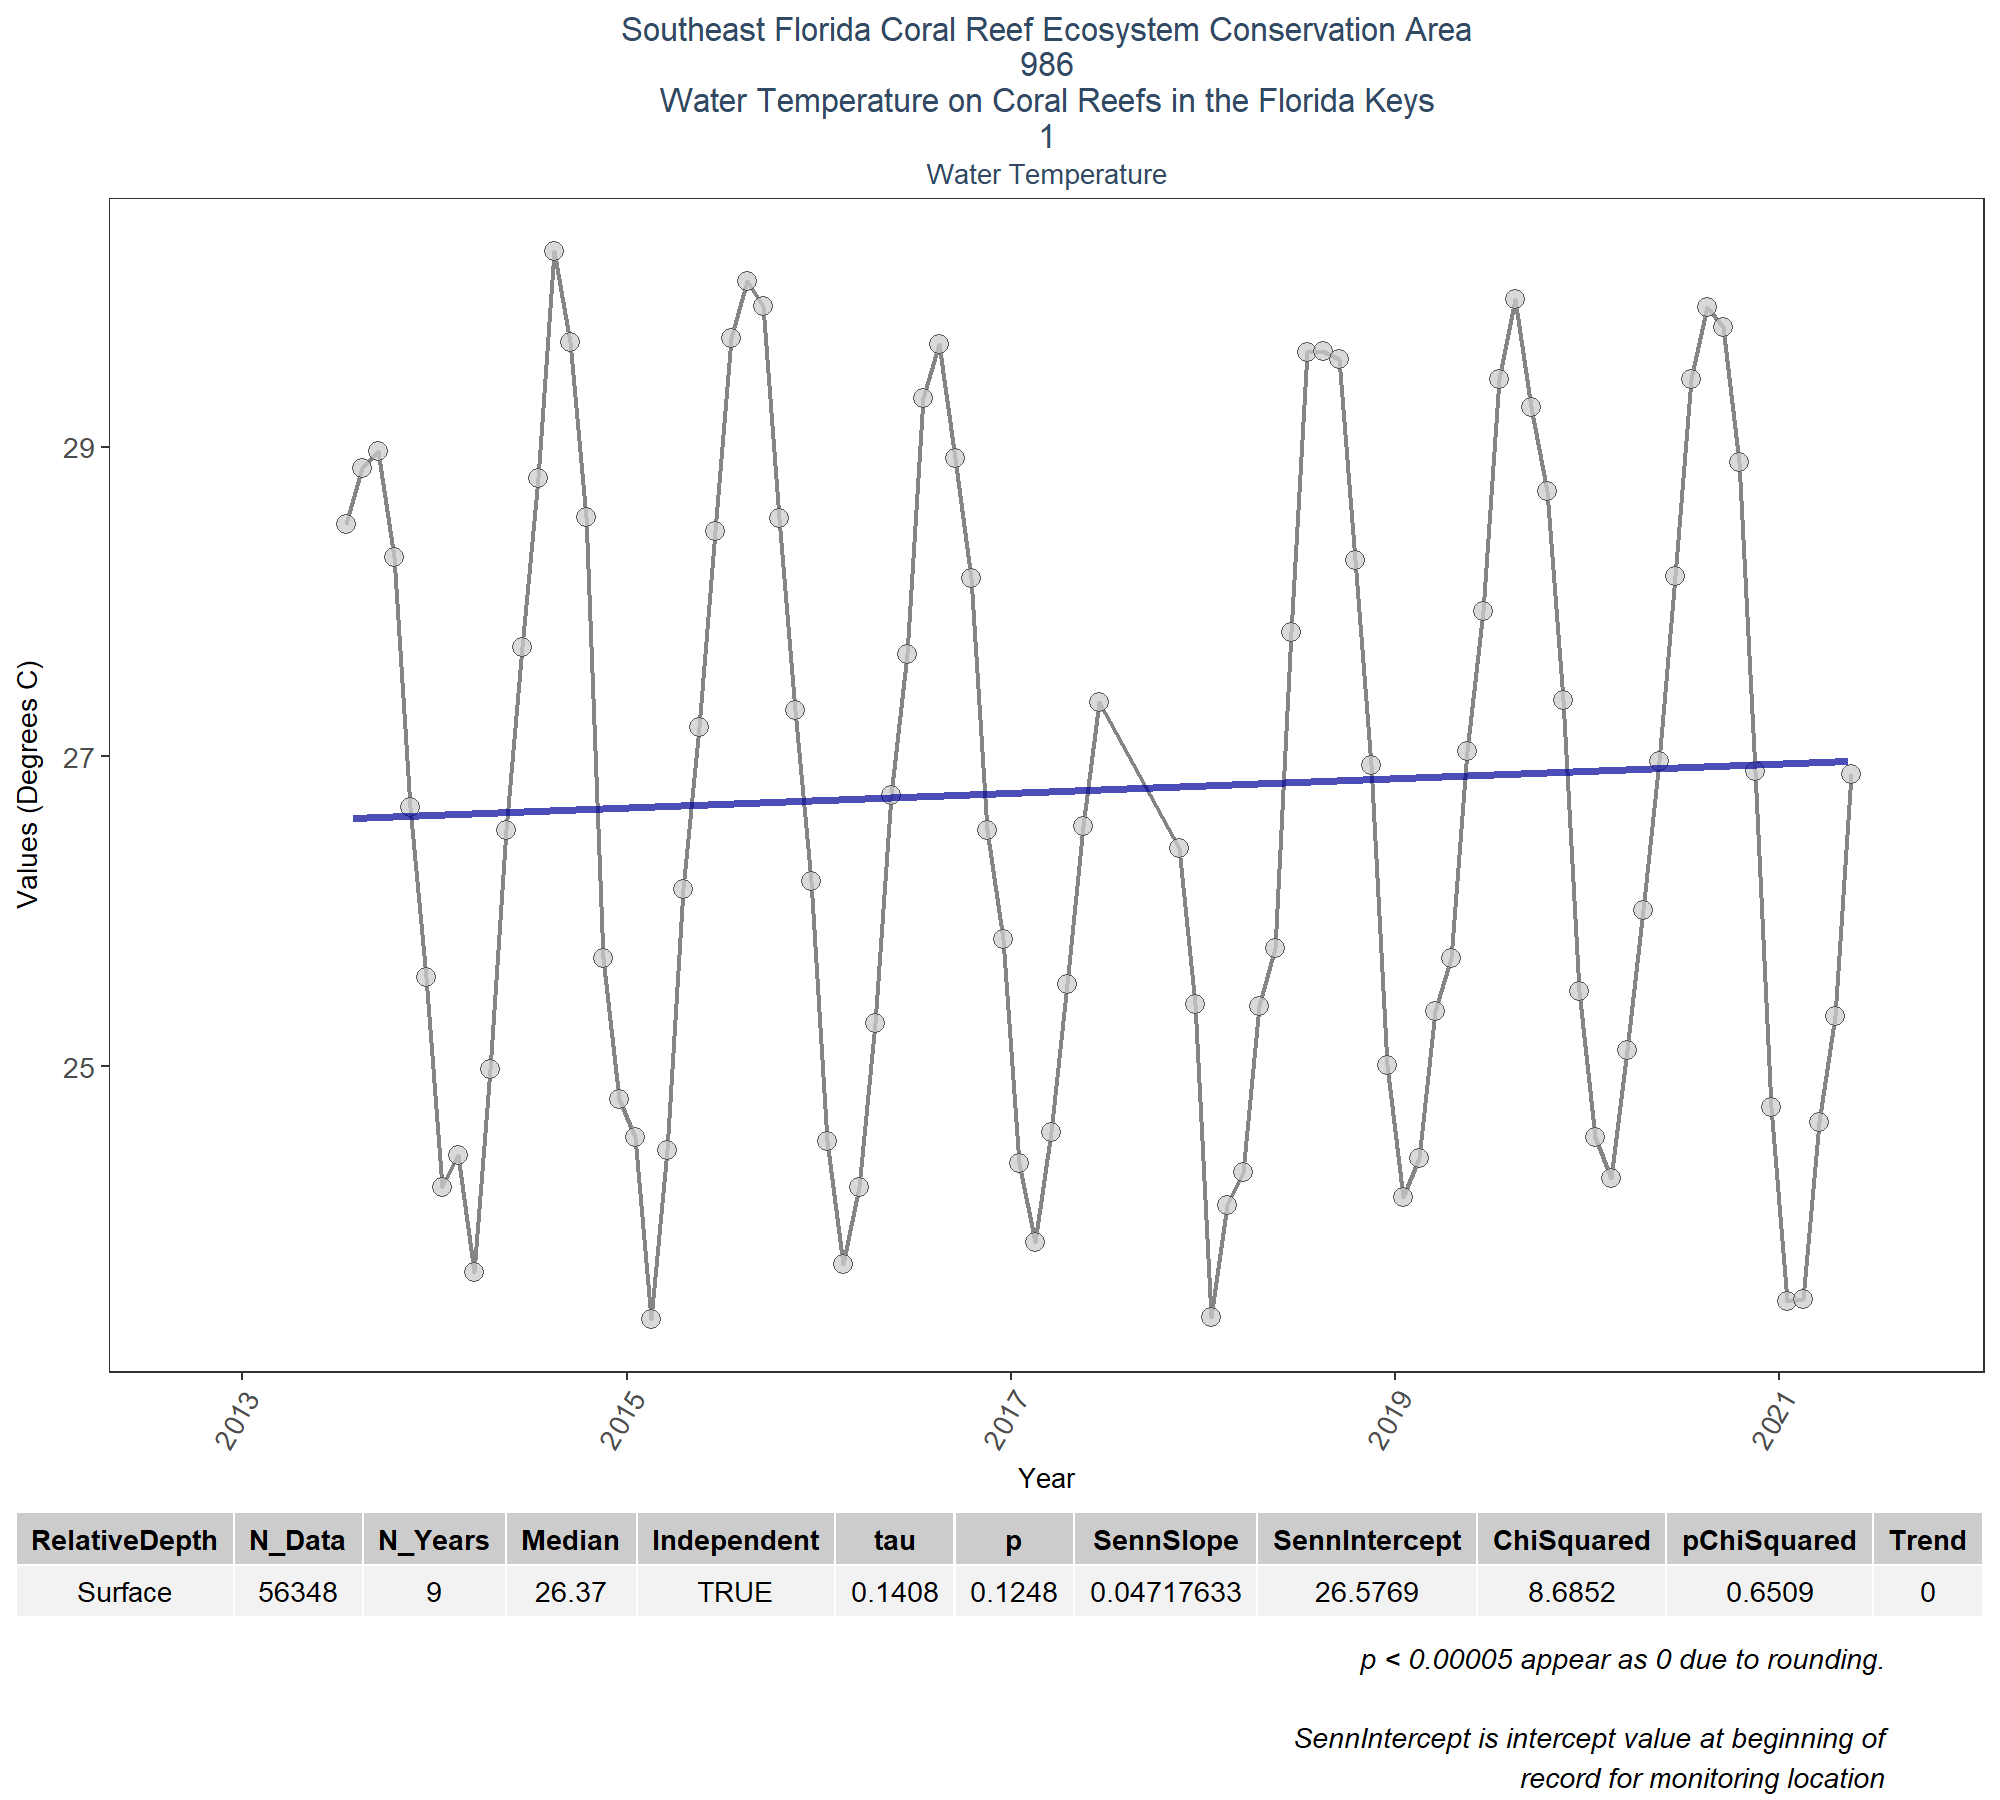 Southeast Florida Coral Reef Ecosystem Conservation Area
986
Water Temperature on Coral Reefs in the Florida Keys
1
Water Temperature
Values (Degrees C)
29
27
25
2013
2015
2017
2019
2021
Year
RelativeDepth N_Data N_Years Median Independent tau p SennSlope SennIntercept ChiSquared pChiSquared Trend
Surface 56348 9 26.37 TRUE 0.1408 0.1248 0.04717633 26.5769 8.6852 0.6509 0
p < 0.00005 appear as 0 due to rounding.
SennIntercept is intercept value at beginning of
record for monitoring location